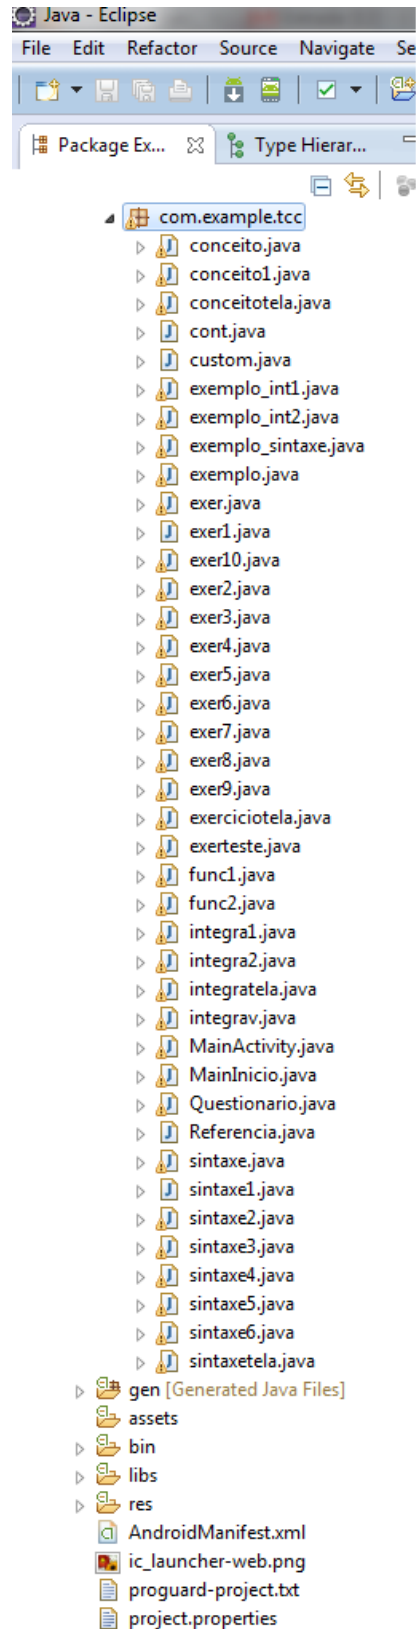 Java - Eclipse
File Edit Refactor Source Navigate Se
Package Ex... Type Hierar...
com.example.tcc
conceito.java
conceito1.java
conceitotela.java
cont.java
custom.java
exemplo_int1.java
exemplo_int2.java
exemplo_sintaxe.java
exemplo.java
exer.java
exer1.java
exer10.java
exer2.java
exer3.java
exer4.java
exer5.java
exer6.java
exer7.java
exer8.java
exer9.java
exerciciotela.java
exerteste.java
func1.java
func2.java
integra1.java
integra2.java
integratela.java
integrav.java
MainActivity.java
MainInicio.java
Questionario.java
Referencia.java
sintaxe.java
sintaxe1.java
sintaxe2.java
sintaxe3.java
sintaxe4.java
sintaxe5.java
sintaxe6.java
sintaxetela.java
gen [Generated Java Files]
assets
bin
libs
res
AndroidManifest.xml
ic_launcher-web.png
proguard-project.txt
project.properties